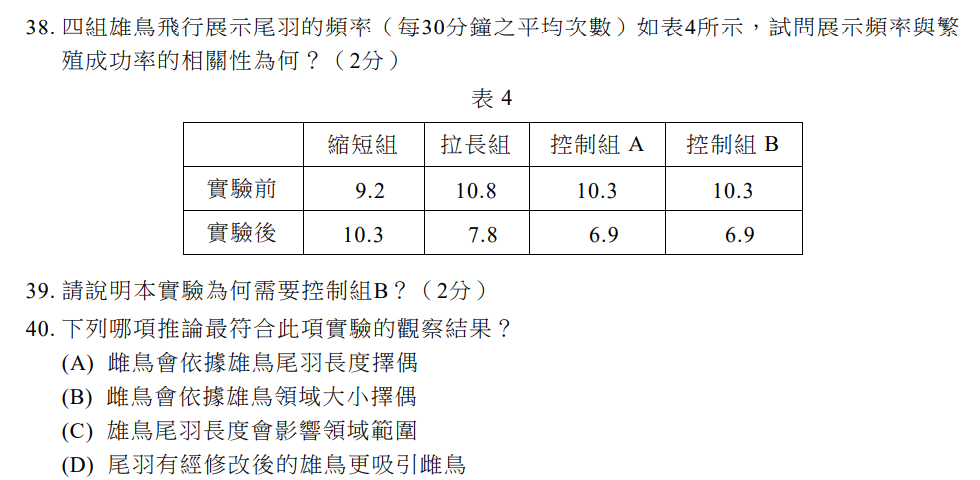 38. 四組雄鳥飛行展示尾羽的頻率（每30分鐘之平均次數）如表4所示，試問展示頻率與繁
殖成功率的相關性為何？（2分）
表 4
縮短組 拉長組 控制組 A 控制組 B
實驗前 9.2 10.8 10.3 10.3
實驗後 10.3 7.8 6.9 6.9
39. 請說明本實驗為何需要控制組B？（2分）
40. 下列哪項推論最符合此項實驗的觀察結果？
(A) 雌鳥會依據雄鳥尾羽長度擇偶
(B) 雌鳥會依據雄鳥領域大小擇偶
(C) 雄鳥尾羽長度會影響領域範圍
(D) 尾羽有經修改後的雄鳥更吸引雌鳥